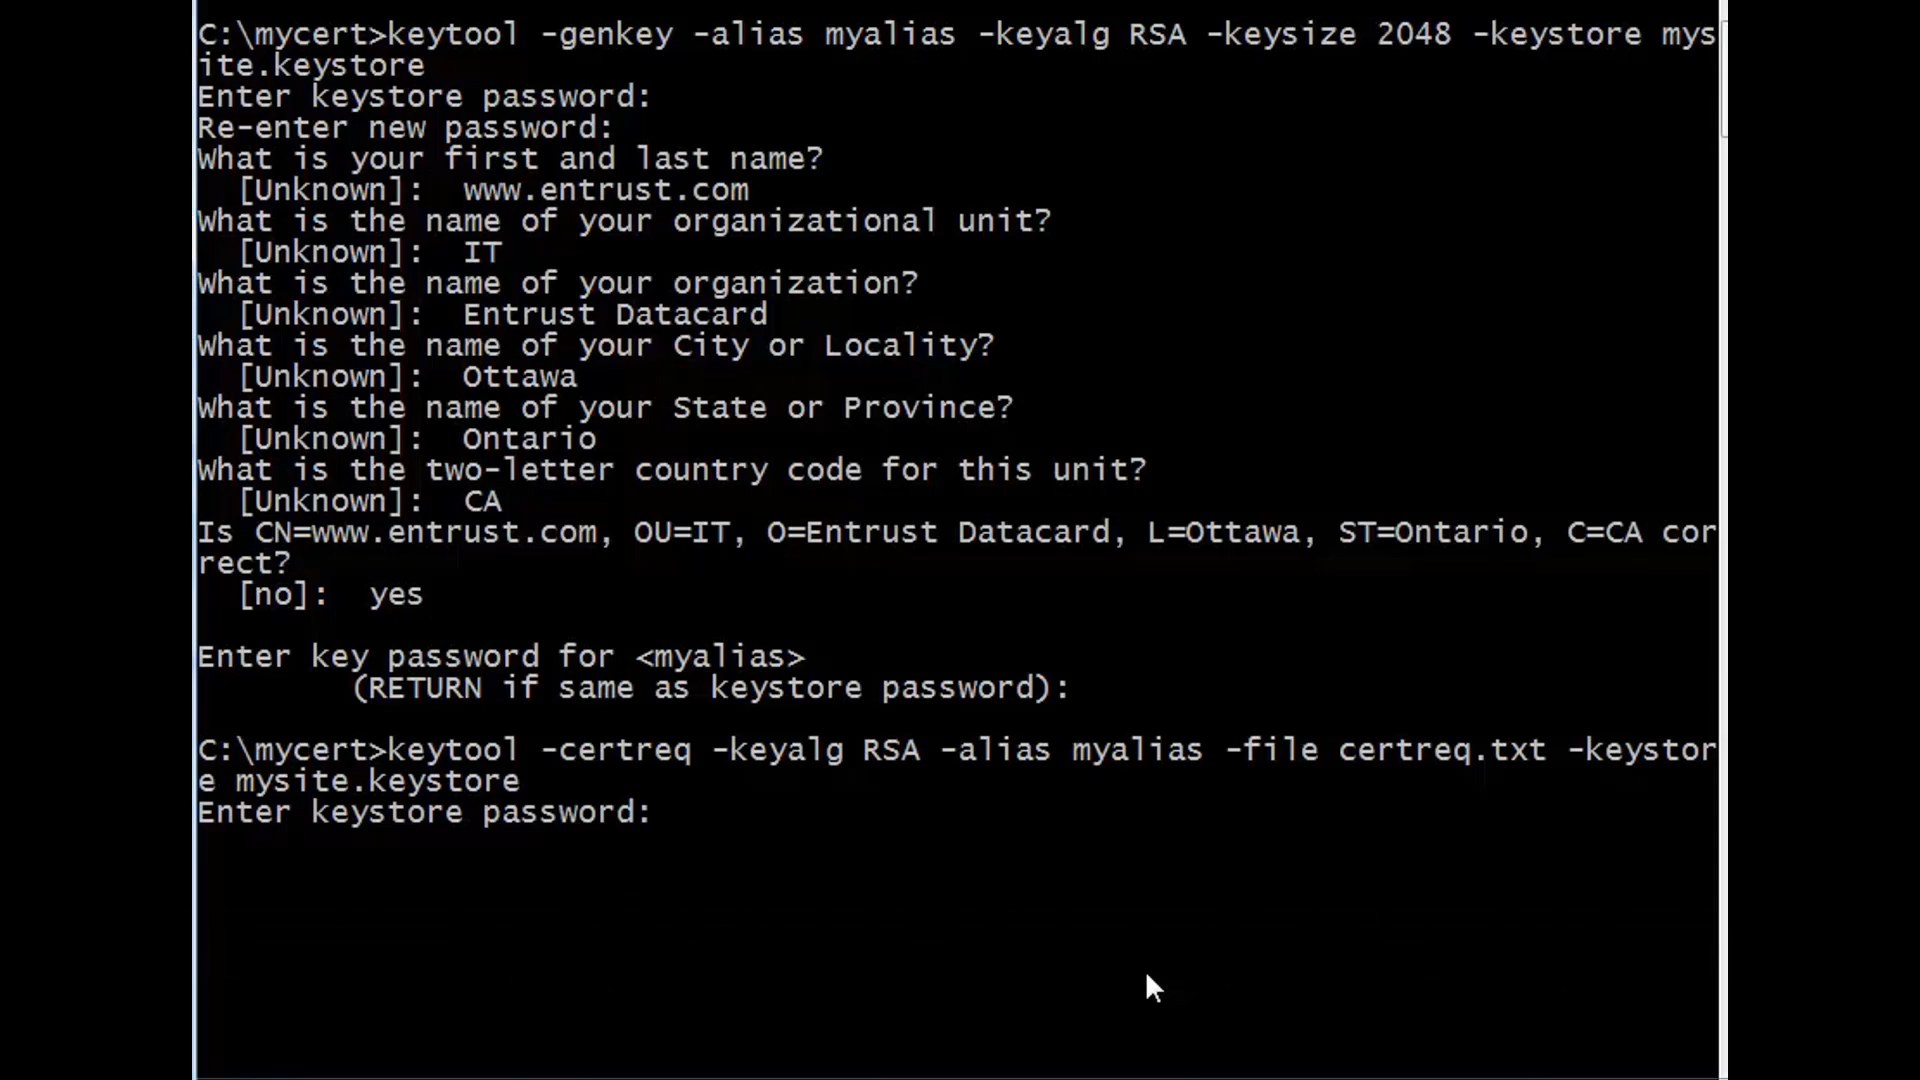 C:\mycert>keytool -genkey -alias myalias -keyalg RSA -keysize 2048 -keystore mys
ite.keystore
Enter keystore password:
Re-enter new password:
What is your first and last name?
  [Unknown]:  www.entrust.com
What is the name of your organizational unit?
  [Unknown]:  IT
What is the name of your organization?
  [Unknown]:  Entrust Datacard
What is the name of your City or Locality?
  [Unknown]:  Ottawa
What is the name of your State or Province?
  [Unknown]:  Ontario
What is the two-letter country code for this unit?
  [Unknown]:  CA
Is CN=www.entrust.com, OU=IT, O=Entrust Datacard, L=Ottawa, ST=Ontario, C=CA cor
rect?
  [no]:  yes

Enter key password for <myalias>
        (RETURN if same as keystore password):

C:\mycert>keytool -certreq -keyalg RSA -alias myalias -file certreq.txt -keystor
e mysite.keystore
Enter keystore password: